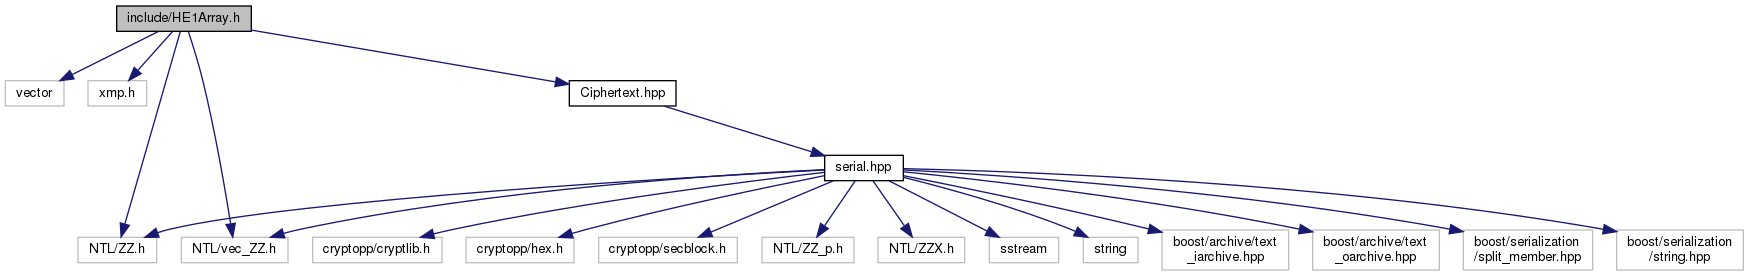 include/HE1Array.h
vector
xmp.h
Ciphertext.hpp
serial.hpp
NTL/ZZ.h
NTL/vec_ZZ.h
cryptopp/cryptlib.h
cryptopp/hex.h
cryptopp/secblock.h
NTL/ZZ_p.h
NTL/ZZX.h
sstream
string
boost/archive/text
_iarchive.hpp
boost/archive/text
_oarchive.hpp
boost/serialization
/split_member.hpp
boost/serialization
/string.hpp